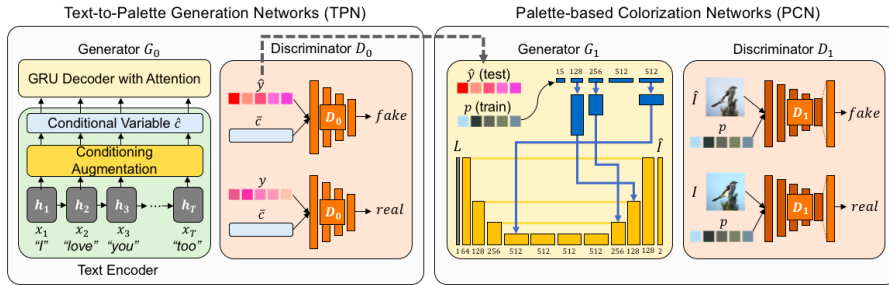 Text-to-Palette Generation Networks (TPN)
Generator G₀
GRU Decoder with Attention
Conditional Variable ĉ
Conditioning
Augmentation
h₁ h₂ h₃ h_T
x₁ x₂ x₃ x_T
“I” “love” “you” “too”
Text Encoder
Discriminator D₀
ŷ
c̄
D₀
fake
y
c̄
D₀
real
Palette-based Colorization Networks (PCN)
Generator G₁
ŷ (test)
p (train)
15 128 256 512 512
L
Î
1 64 128 256 512 512 512 512 256 128 128 2
Discriminator D₁
Î
p
D₁
fake
I
p
D₁
real